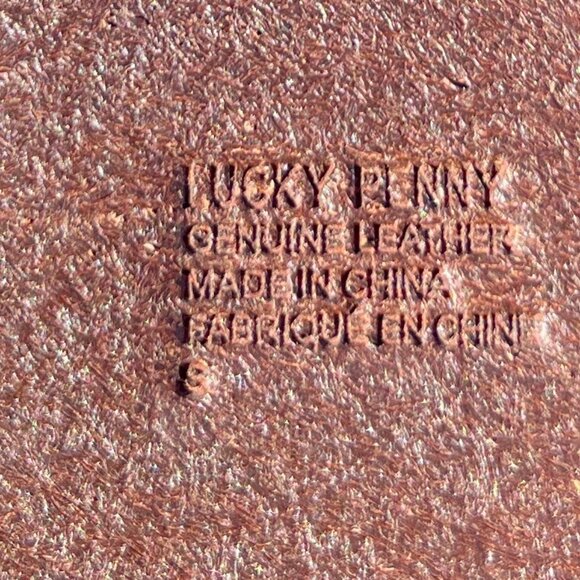 LUCKY PENNY
GENUINE LEATHER
MADE IN CHINA
FABRIQUÉ EN CHINE
S